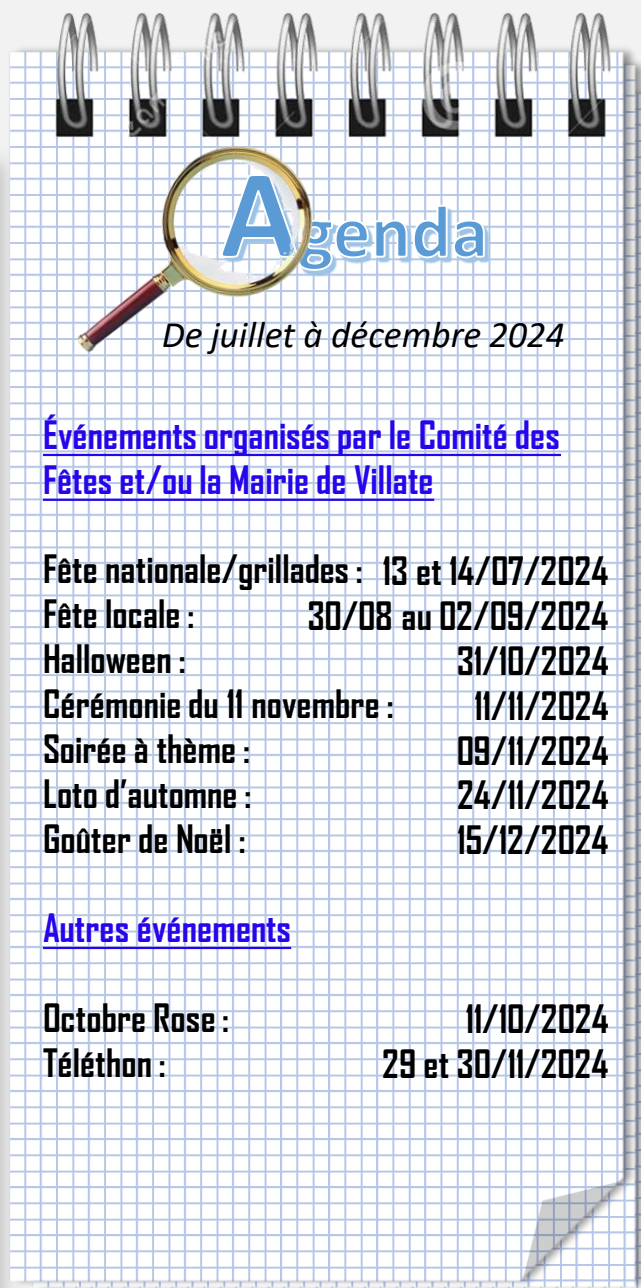 Agenda
De juillet à décembre 2024
Événements organisés par le Comité des
Fêtes et/ou la Mairie de Villate
Fête nationale/grillades : 13 et 14/07/2024
Fête locale : 30/08 au 02/09/2024
Halloween : 31/10/2024
Cérémonie du 11 novembre : 11/11/2024
Soirée à thème : 09/11/2024
Loto d’automne : 24/11/2024
Goûter de Noël : 15/12/2024
Autres événements
Octobre Rose : 11/10/2024
Téléthon : 29 et 30/11/2024